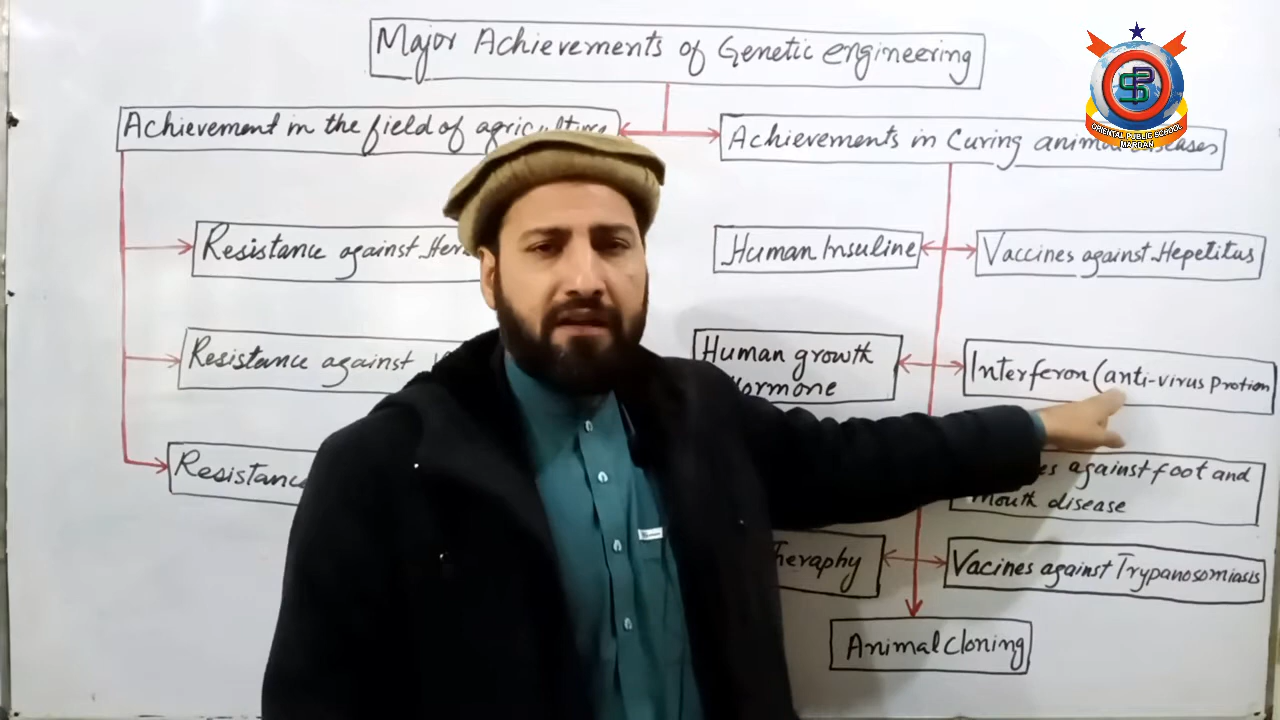 Major Achievements of Genetic engineering
Achievement in the field of agriculture
Achievements in Curing animal diseases
Resistance against
Human Insuline
Vaccines against Hepetitus
Resistance against
Human growth
Hormone
Interferon (anti-virus Protion
Resistance
against foot and
Mouth disease
Theraphy
Vacines against Trypanosomiasis
Animal Cloning
ORIENTAL PUBLIC SCHOOL
MARDAN